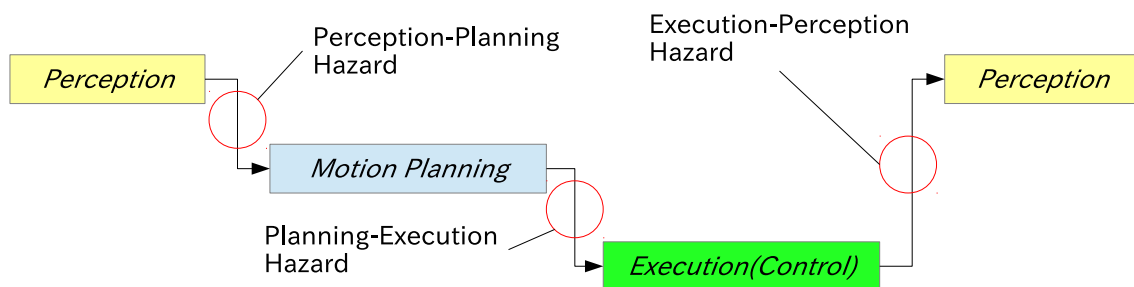 Perception-Planning
Hazard
Execution-Perception
Hazard
Perception
Perception
Motion Planning
Planning-Execution
Hazard
Execution(Control)